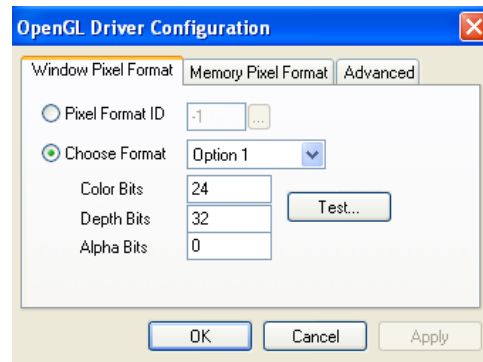 OpenGL Driver Configuration
Window Pixel Format Memory Pixel Format Advanced
Pixel Format ID -1 ...
Choose Format Option 1
Color Bits 24
Test...
Depth Bits 32
Alpha Bits 0
OK Cancel Apply